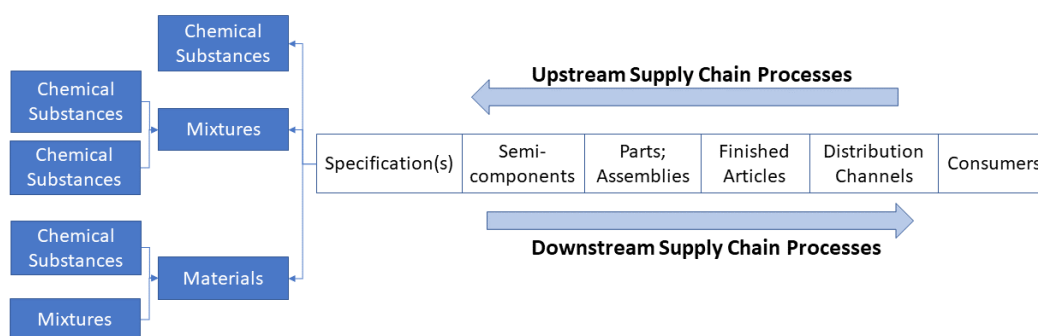 Chemical
Substances
Chemical
Substances
Mixtures
Chemical
Substances
Chemical
Substances
Materials
Mixtures
Upstream Supply Chain Processes
Specification(s)
Semi-
components
Parts;
Assemblies
Finished
Articles
Distribution
Channels
Consumers
Downstream Supply Chain Processes